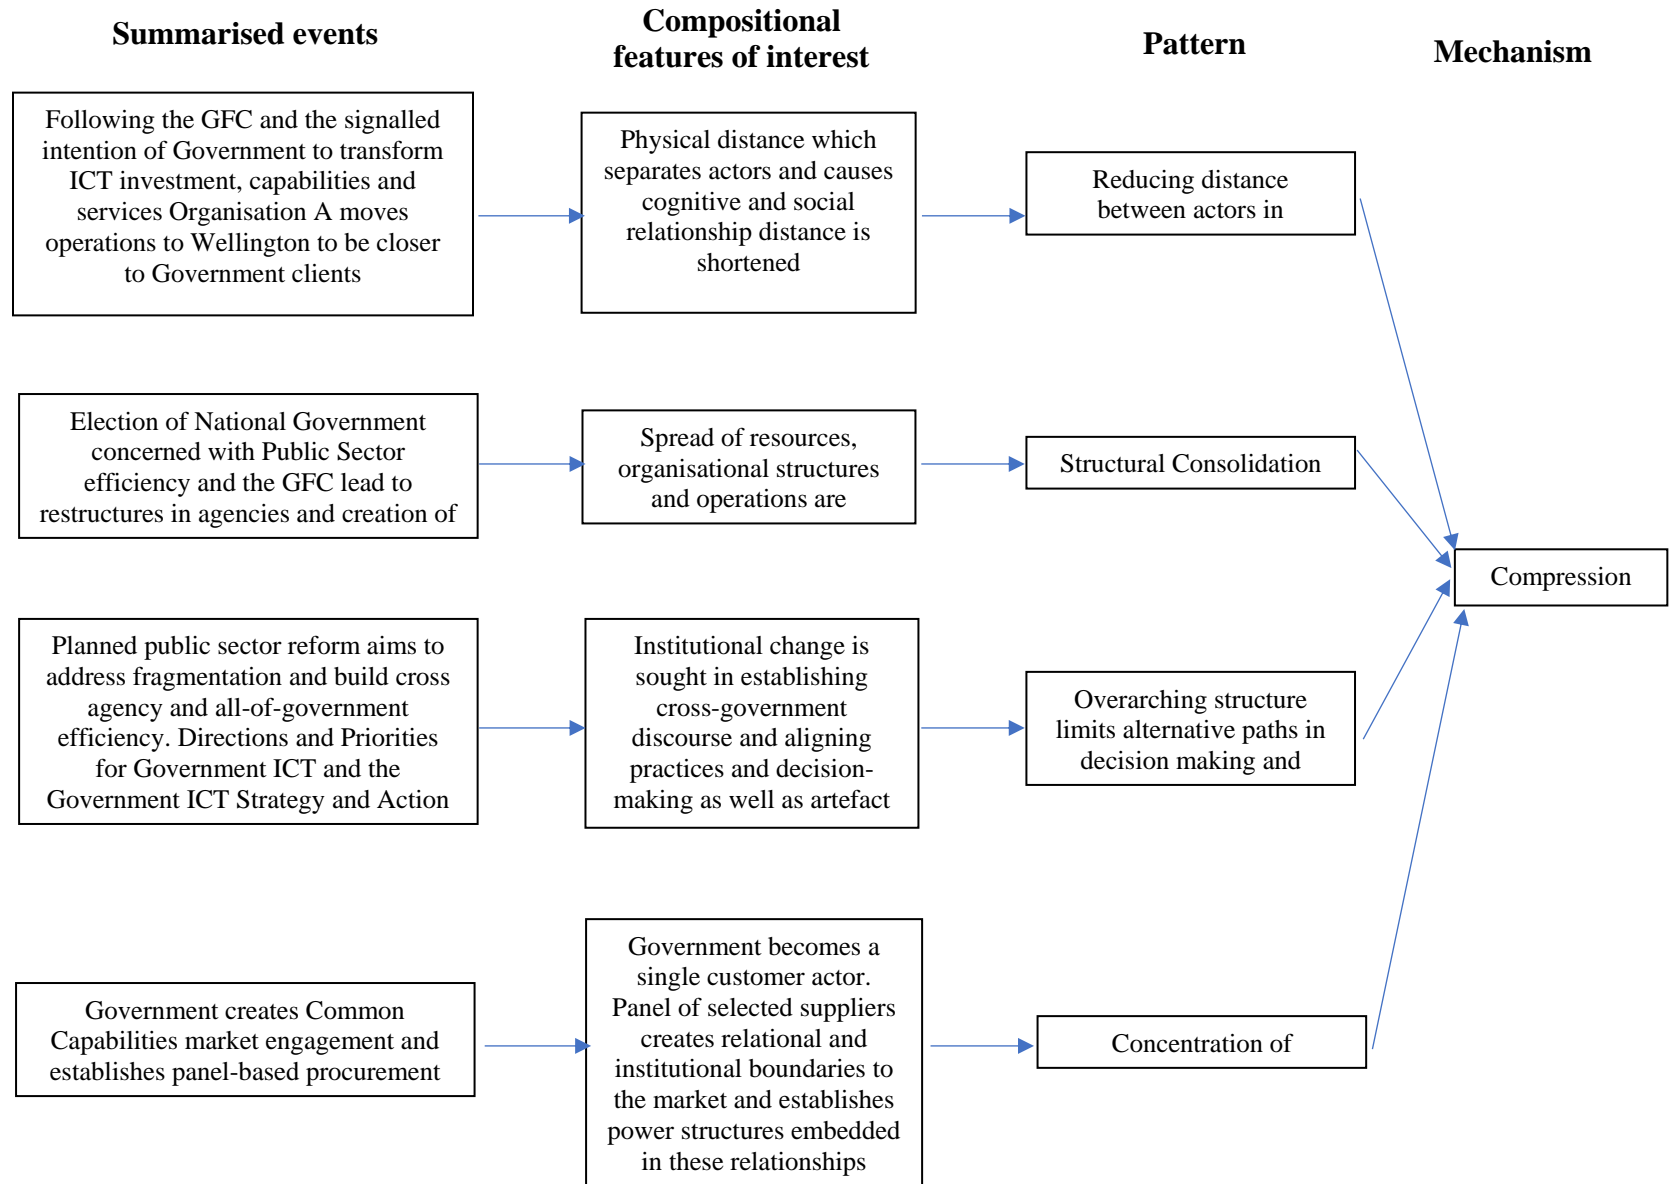 Summarised events
Compositional
features of interest
Pattern
Mechanism
Following the GFC and the signalled
intention of Government to transform
ICT investment, capabilities and
services Organisation A moves
operations to Wellington to be closer
to Government clients
Physical distance which
separates actors and causes
cognitive and social
relationship distance is
shortened
Reducing distance
between actors in
Election of National Government
concerned with Public Sector
efficiency and the GFC lead to
restructures in agencies and creation of
Spread of resources,
organisational structures
and operations are
Structural Consolidation
Compression
Planned public sector reform aims to
address fragmentation and build cross
agency and all-of-government
efficiency. Directions and Priorities
for Government ICT and the
Government ICT Strategy and Action
Institutional change is
sought in establishing
cross-government
discourse and aligning
practices and decision-
making as well as artefact
Overarching structure
limits alternative paths in
decision making and
Government creates Common
Capabilities market engagement and
establishes panel-based procurement
Government becomes a
single customer actor.
Panel of selected suppliers
creates relational and
institutional boundaries to
the market and establishes
power structures embedded
in these relationships
Concentration of